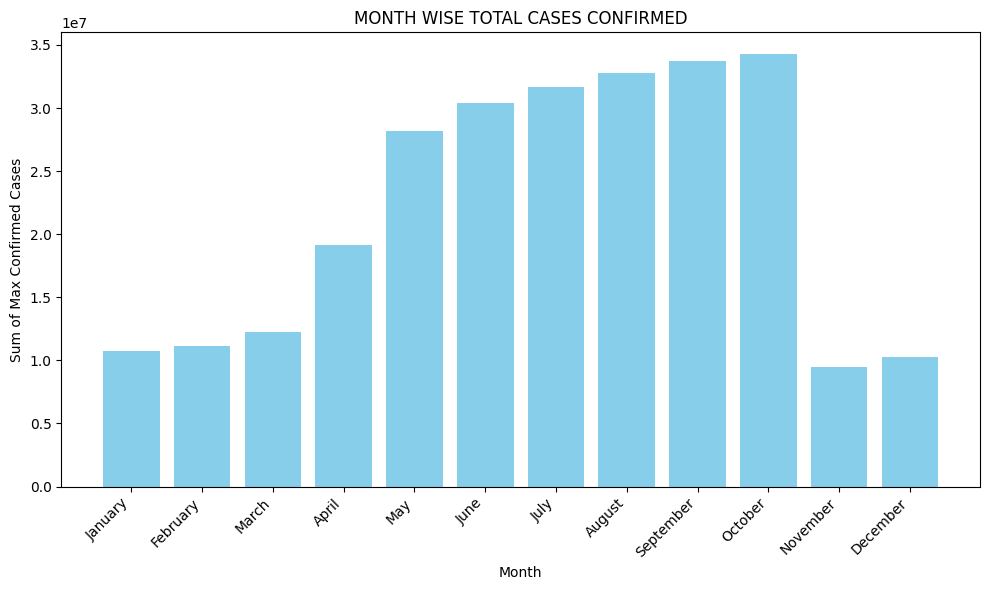 MONTH WISE TOTAL CASES CONFIRMED
1e7
3.5
3.0
2.5
2.0
1.5
1.0
0.5
0.0
Sum of Max Confirmed Cases
January
February
March
April
May
June
July
August
September
October
November
December
Month